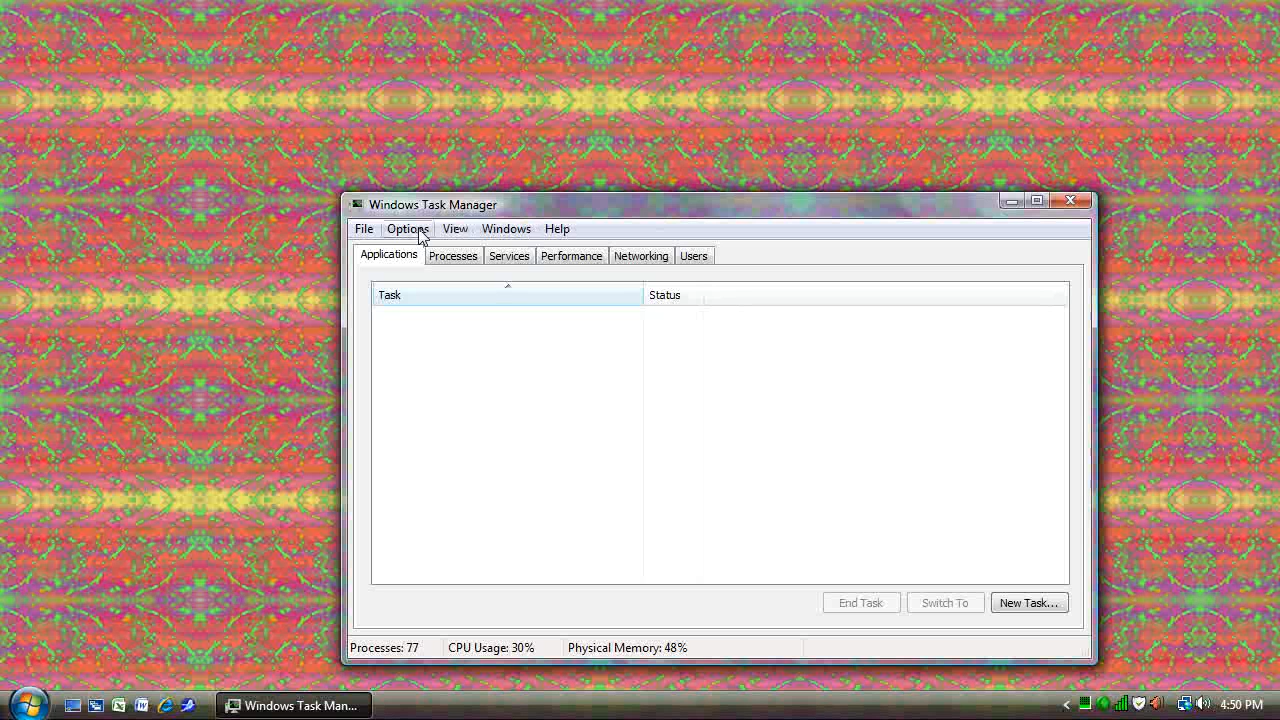 Windows Task Manager
File Options View Windows Help
Applications Processes Services Performance Networking Users
Task Status
End Task Switch To New Task...
Processes: 77 CPU Usage: 30% Physical Memory: 48%
Windows Task Man... 4:50 PM